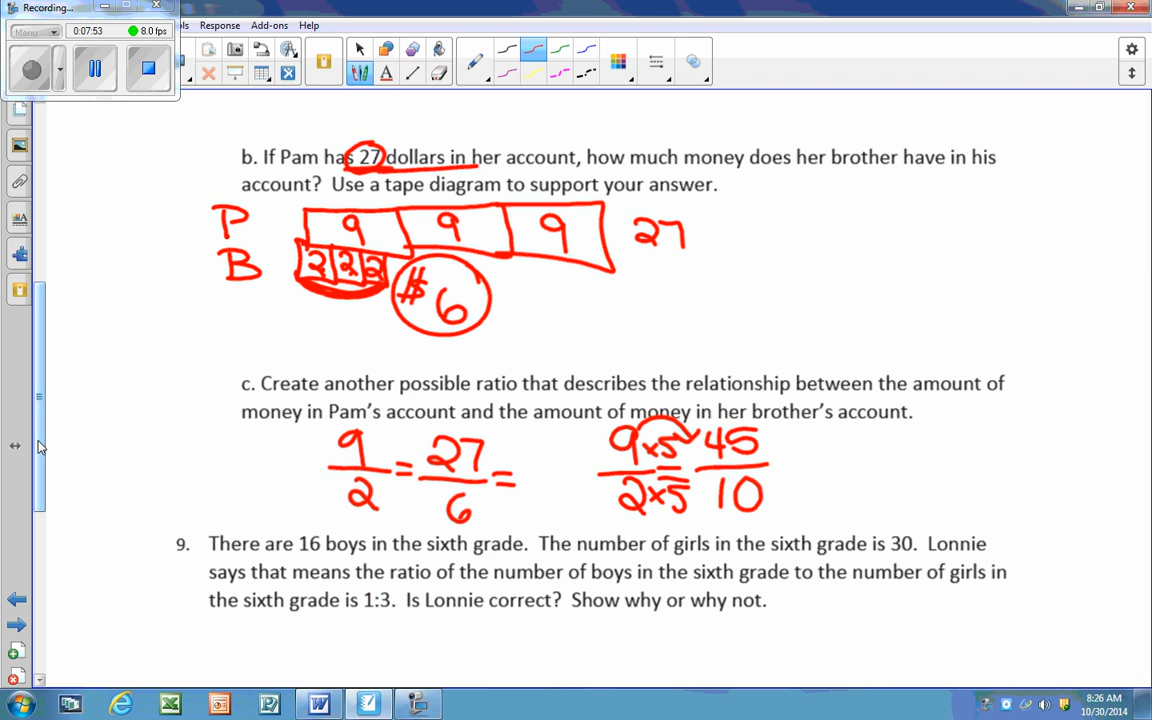 Recording...
Menu
0:07:53
8.0 fps
Response Add-ons Help
b. If Pam has 27 dollars in her account, how much money does her brother have in his
account? Use a tape diagram to support your answer.
P 9 9 9 27
B 2 2 2
$6
c. Create another possible ratio that describes the relationship between the amount of
money in Pam's account and the amount of money in her brother's account.
9/2 = 27/6 = 9×5/2×5 = 45/10
9. There are 16 boys in the sixth grade. The number of girls in the sixth grade is 30. Lonnie
says that means the ratio of the number of boys in the sixth grade to the number of girls in
the sixth grade is 1:3. Is Lonnie correct? Show why or why not.
8:26 AM
10/30/2014